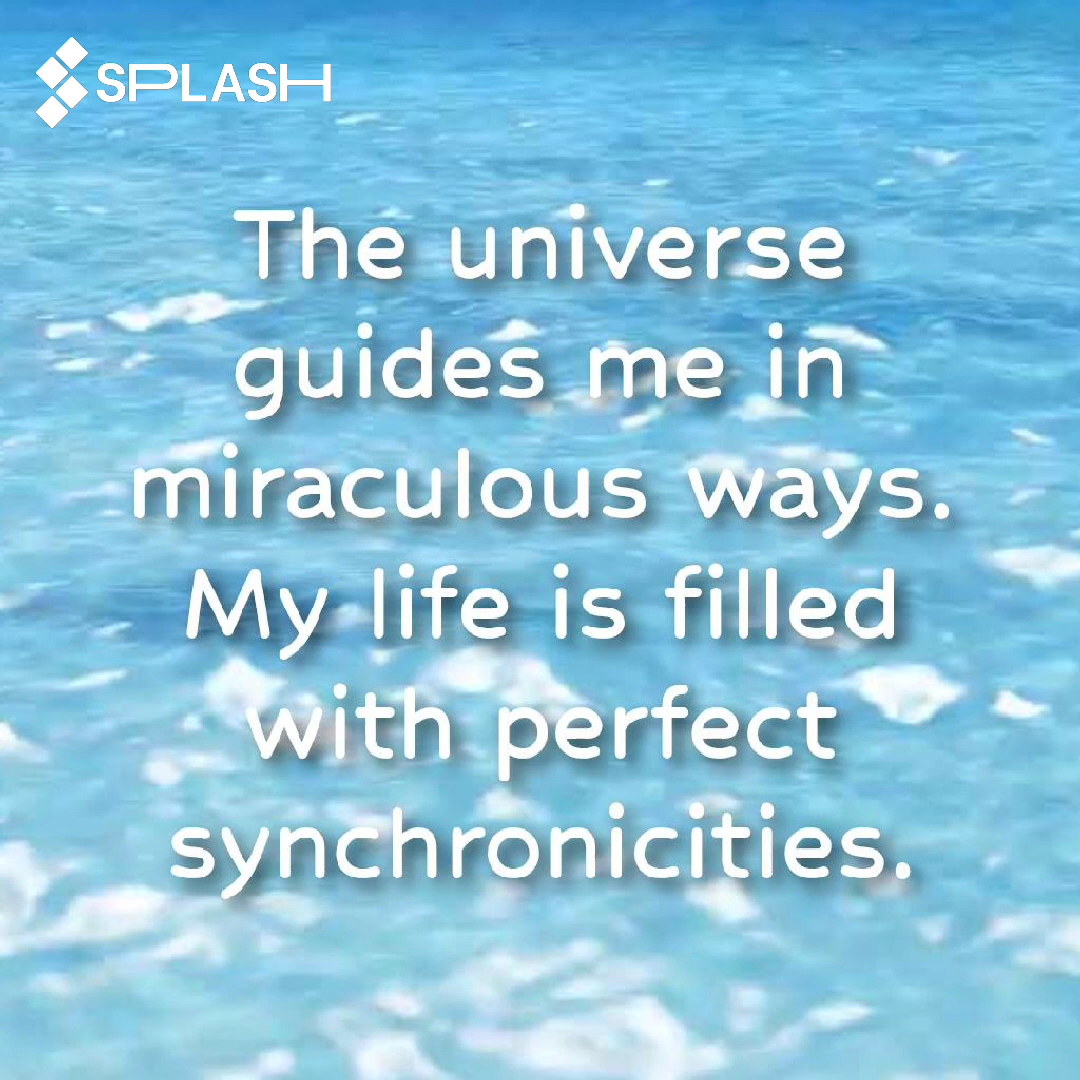 SPLASH
The universe
guides me in
miraculous ways.
My life is filled
with perfect
synchronicities.